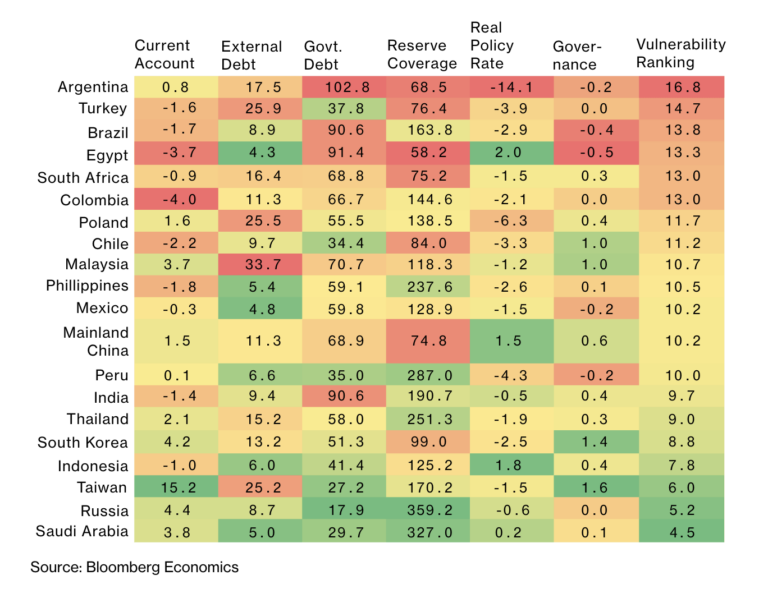 Current Account External Debt Govt. Debt Reserve Coverage Real Policy Rate Gover- nance Vulnerability Ranking
Argentina 0.8 17.5 102.8 68.5 -14.1 -0.2 16.8
Turkey -1.6 25.9 37.8 76.4 -3.9 0.0 14.7
Brazil -1.7 8.9 90.6 163.8 -2.9 -0.4 13.8
Egypt -3.7 4.3 91.4 58.2 2.0 -0.5 13.3
South Africa -0.9 16.4 68.8 75.2 -1.5 0.3 13.0
Colombia -4.0 11.3 66.7 144.6 -2.1 0.0 13.0
Poland 1.6 25.5 55.5 138.5 -6.3 0.4 11.7
Chile -2.2 9.7 34.4 84.0 -3.3 1.0 11.2
Malaysia 3.7 33.7 70.7 118.3 -1.2 1.0 10.7
Phillippines -1.8 5.4 59.1 237.6 -2.6 0.1 10.5
Mexico -0.3 4.8 59.8 128.9 -1.5 -0.2 10.2
Mainland China 1.5 11.3 68.9 74.8 1.5 0.6 10.2
Peru 0.1 6.6 35.0 287.0 -4.3 -0.2 10.0
India -1.4 9.4 90.6 190.7 -0.5 0.4 9.7
Thailand 2.1 15.2 58.0 251.3 -1.9 0.3 9.0
South Korea 4.2 13.2 51.3 99.0 -2.5 1.4 8.8
Indonesia -1.0 6.0 41.4 125.2 1.8 0.4 7.8
Taiwan 15.2 25.2 27.2 170.2 -1.5 1.6 6.0
Russia 4.4 8.7 17.9 359.2 -0.6 0.0 5.2
Saudi Arabia 3.8 5.0 29.7 327.0 0.2 0.1 4.5
Source: Bloomberg Economics